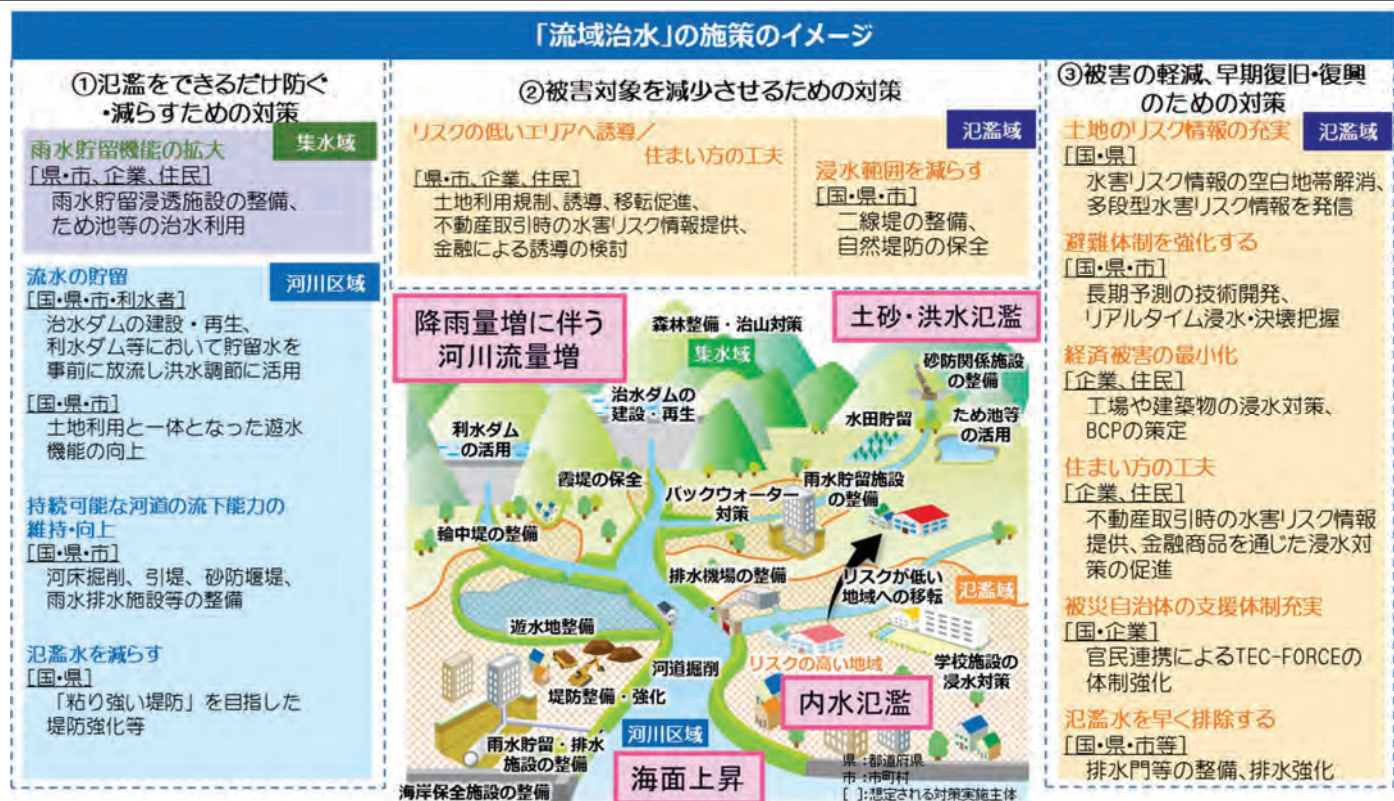 「流域治水」の施策のイメージ
①氾濫をできるだけ防ぐ
・減らすための対策
集水域
雨水貯留機能の拡大
[県・市、企業、住民]
雨水貯留浸透施設の整備、
ため池等の治水利用
河川区域
流水の貯留
[国・県・市・利水者]
治水ダムの建設・再生、
利水ダム等において貯留水を
事前に放流し洪水調節に活用
[国・県・市]
土地利用と一体となった遊水
機能の向上
持続可能な河道の流下能力の
維持・向上
[国・県・市]
河床掘削、引堤、砂防堰堤、
雨水排水施設等の整備
氾濫水を減らす
[国・県]
「粘り強い堤防」を目指した
堤防強化等
②被害対象を減少させるための対策
リスクの低いエリアへ誘導／
住まい方の工夫
[県・市、企業、住民]
土地利用規制、誘導、移転促進、
不動産取引時の水害リスク情報提供、
金融による誘導の検討
氾濫域
浸水範囲を減らす
[国・県・市]
二線堤の整備、
自然堤防の保全
降雨量増に伴う
河川流量増
土砂・洪水氾濫
森林整備・治山対策
集水域
砂防関係施設
の整備
治水ダムの
建設・再生
水田貯留
ため池等
の活用
利水ダム
の活用
霞堤の保全
バックウォーター
対策
雨水貯留施設
の整備
輪中堤の整備
排水機場の整備
リスクが低い
地域への移転
氾濫域
遊水地整備
河道掘削
リスクの高い地域
学校施設の
浸水対策
堤防整備・強化
内水氾濫
雨水貯留・排水
施設の整備
河川区域
海面上昇
海岸保全施設の整備
県 :都道府県
市 :市町村
[ ]:想定される対策実施主体
③被害の軽減、早期復旧・復興
のための対策
氾濫域
土地のリスク情報の充実
[国・県]
水害リスク情報の空白地帯解消、
多段型水害リスク情報を発信
避難体制を強化する
[国・県・市]
長期予測の技術開発、
リアルタイム浸水・決壊把握
経済被害の最小化
[企業、住民]
工場や建築物の浸水対策、
BCPの策定
住まい方の工夫
[企業、住民]
不動産取引時の水害リスク情報
提供、金融商品を通じた浸水対
策の促進
被災自治体の支援体制充実
[国・企業]
官民連携によるTEC-FORCEの
体制強化
氾濫水を早く排除する
[国・県・市等]
排水門等の整備、排水強化